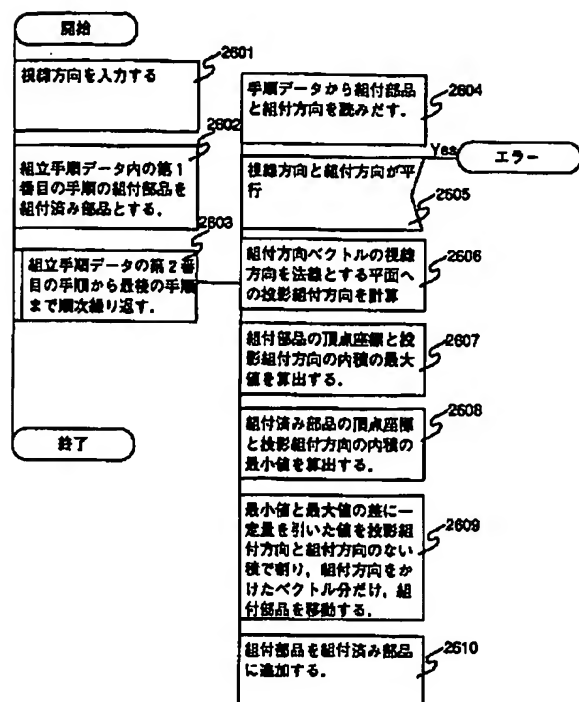 開始
2601
視線方向を入力する
2602
組立手順データ内の第1
番目の手順の組付部品を
組付済み部品とする。
2603
組立手順データの第2番
目の手順から最後の手順
まで順次繰り返す。
終了
手順データから組付部品
と組付方向を読みだす。
2604
Yes
エラー
視線方向と組付方向が平
行
2605
組付方向ベクトルの視線
方向を法線とする平面へ
の投影組付方向を計算
2606
組付部品の頂点座標と投
影組付方向の内積の最大
値を算出する。
2607
組付済み部品の頂点座標
と投影組付方向の内積の
最小値を算出する。
2608
最小値と最大値の差に一
定量を引いた値を投影組
付方向と組付方向のない
積で割り，組付方向をか
けたベクトル分だけ，組
付部品を移動する。
2609
組付部品を組付済み部品
に追加する。
2610